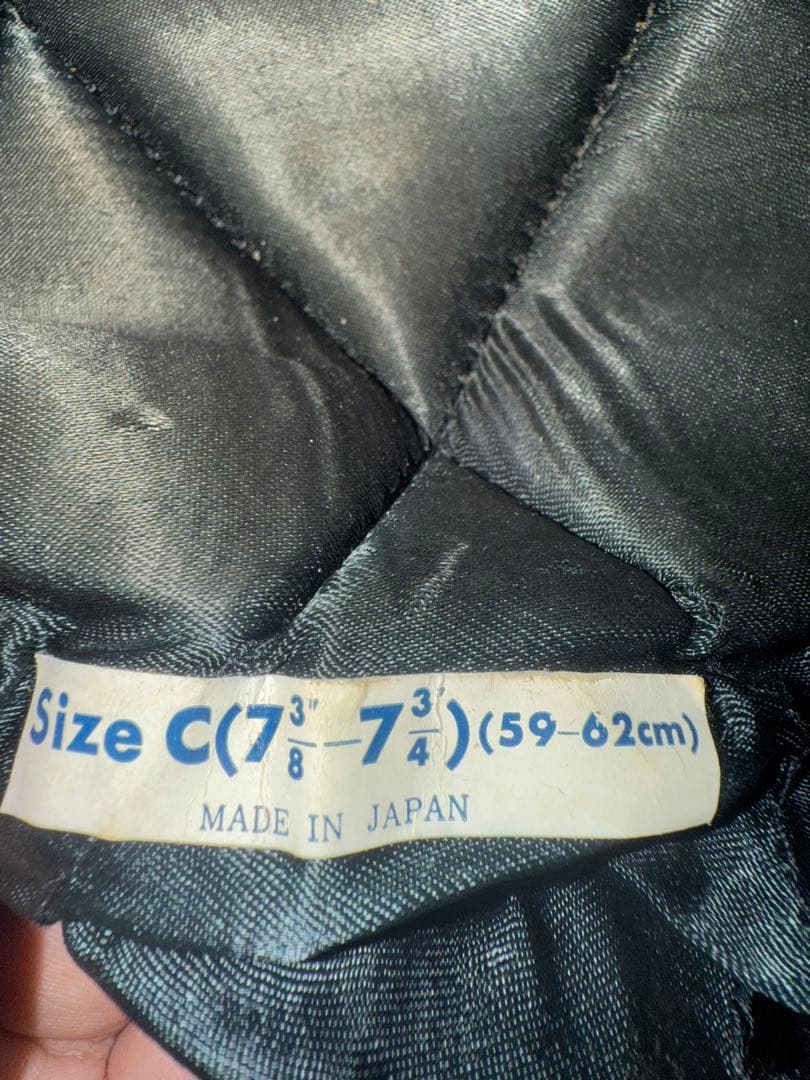 Size C(7 3/8"—7 3/4")(59–62cm)
MADE IN JAPAN